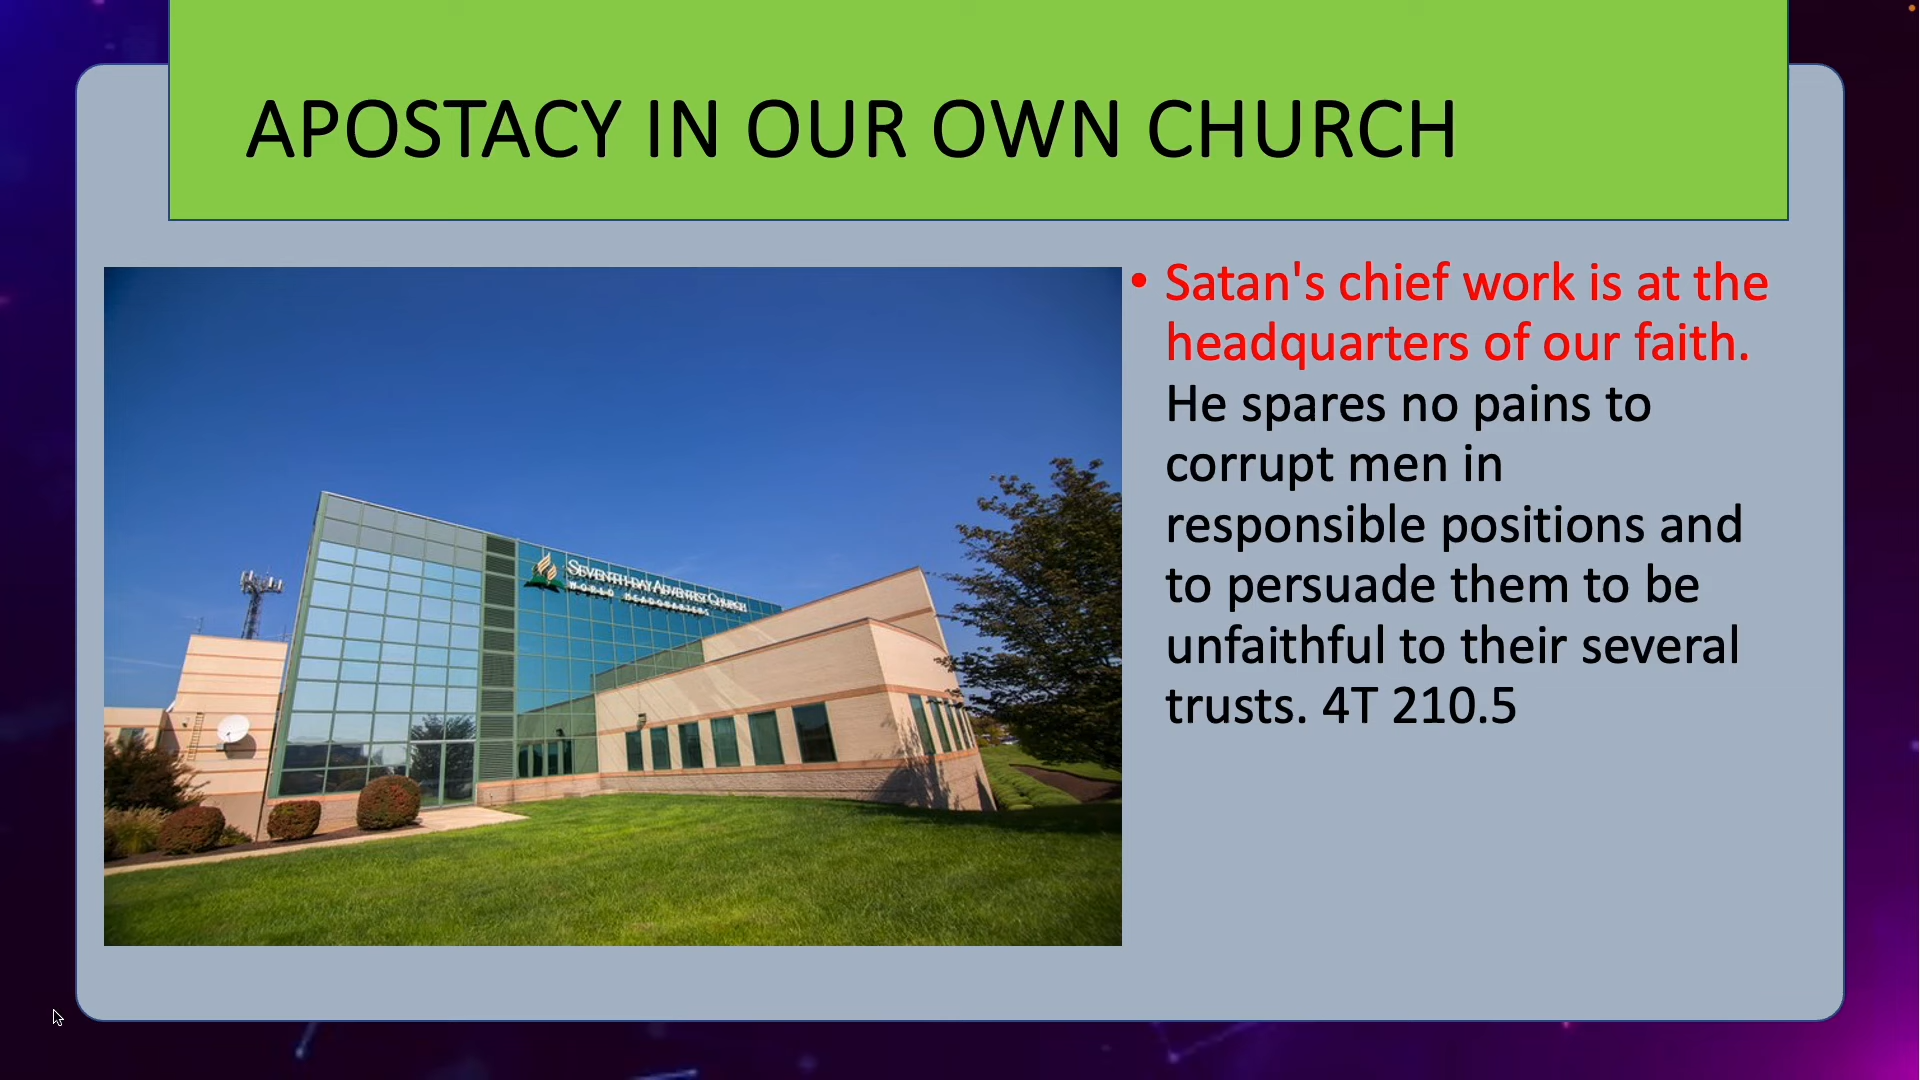 APOSTACY IN OUR OWN CHURCH
• Satan's chief work is at the
headquarters of our faith.
He spares no pains to
corrupt men in
responsible positions and
to persuade them to be
unfaithful to their several
trusts. 4T 210.5
SEVENTH-DAY ADVENTIST CHURCH
WORLD HEADQUARTERS